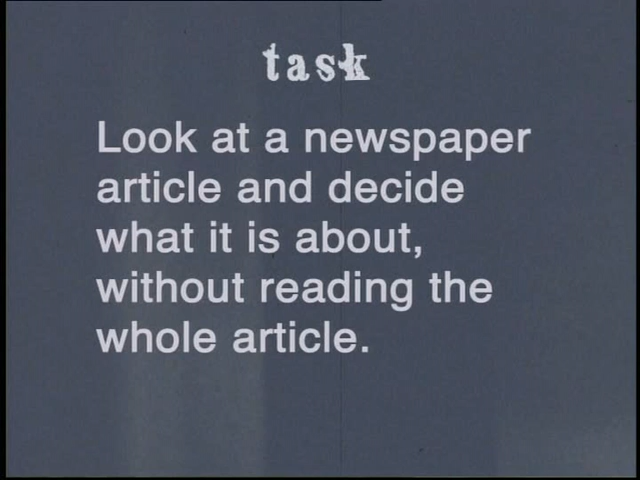 task
Look at a newspaper
article and decide
what it is about,
without reading the
whole article.